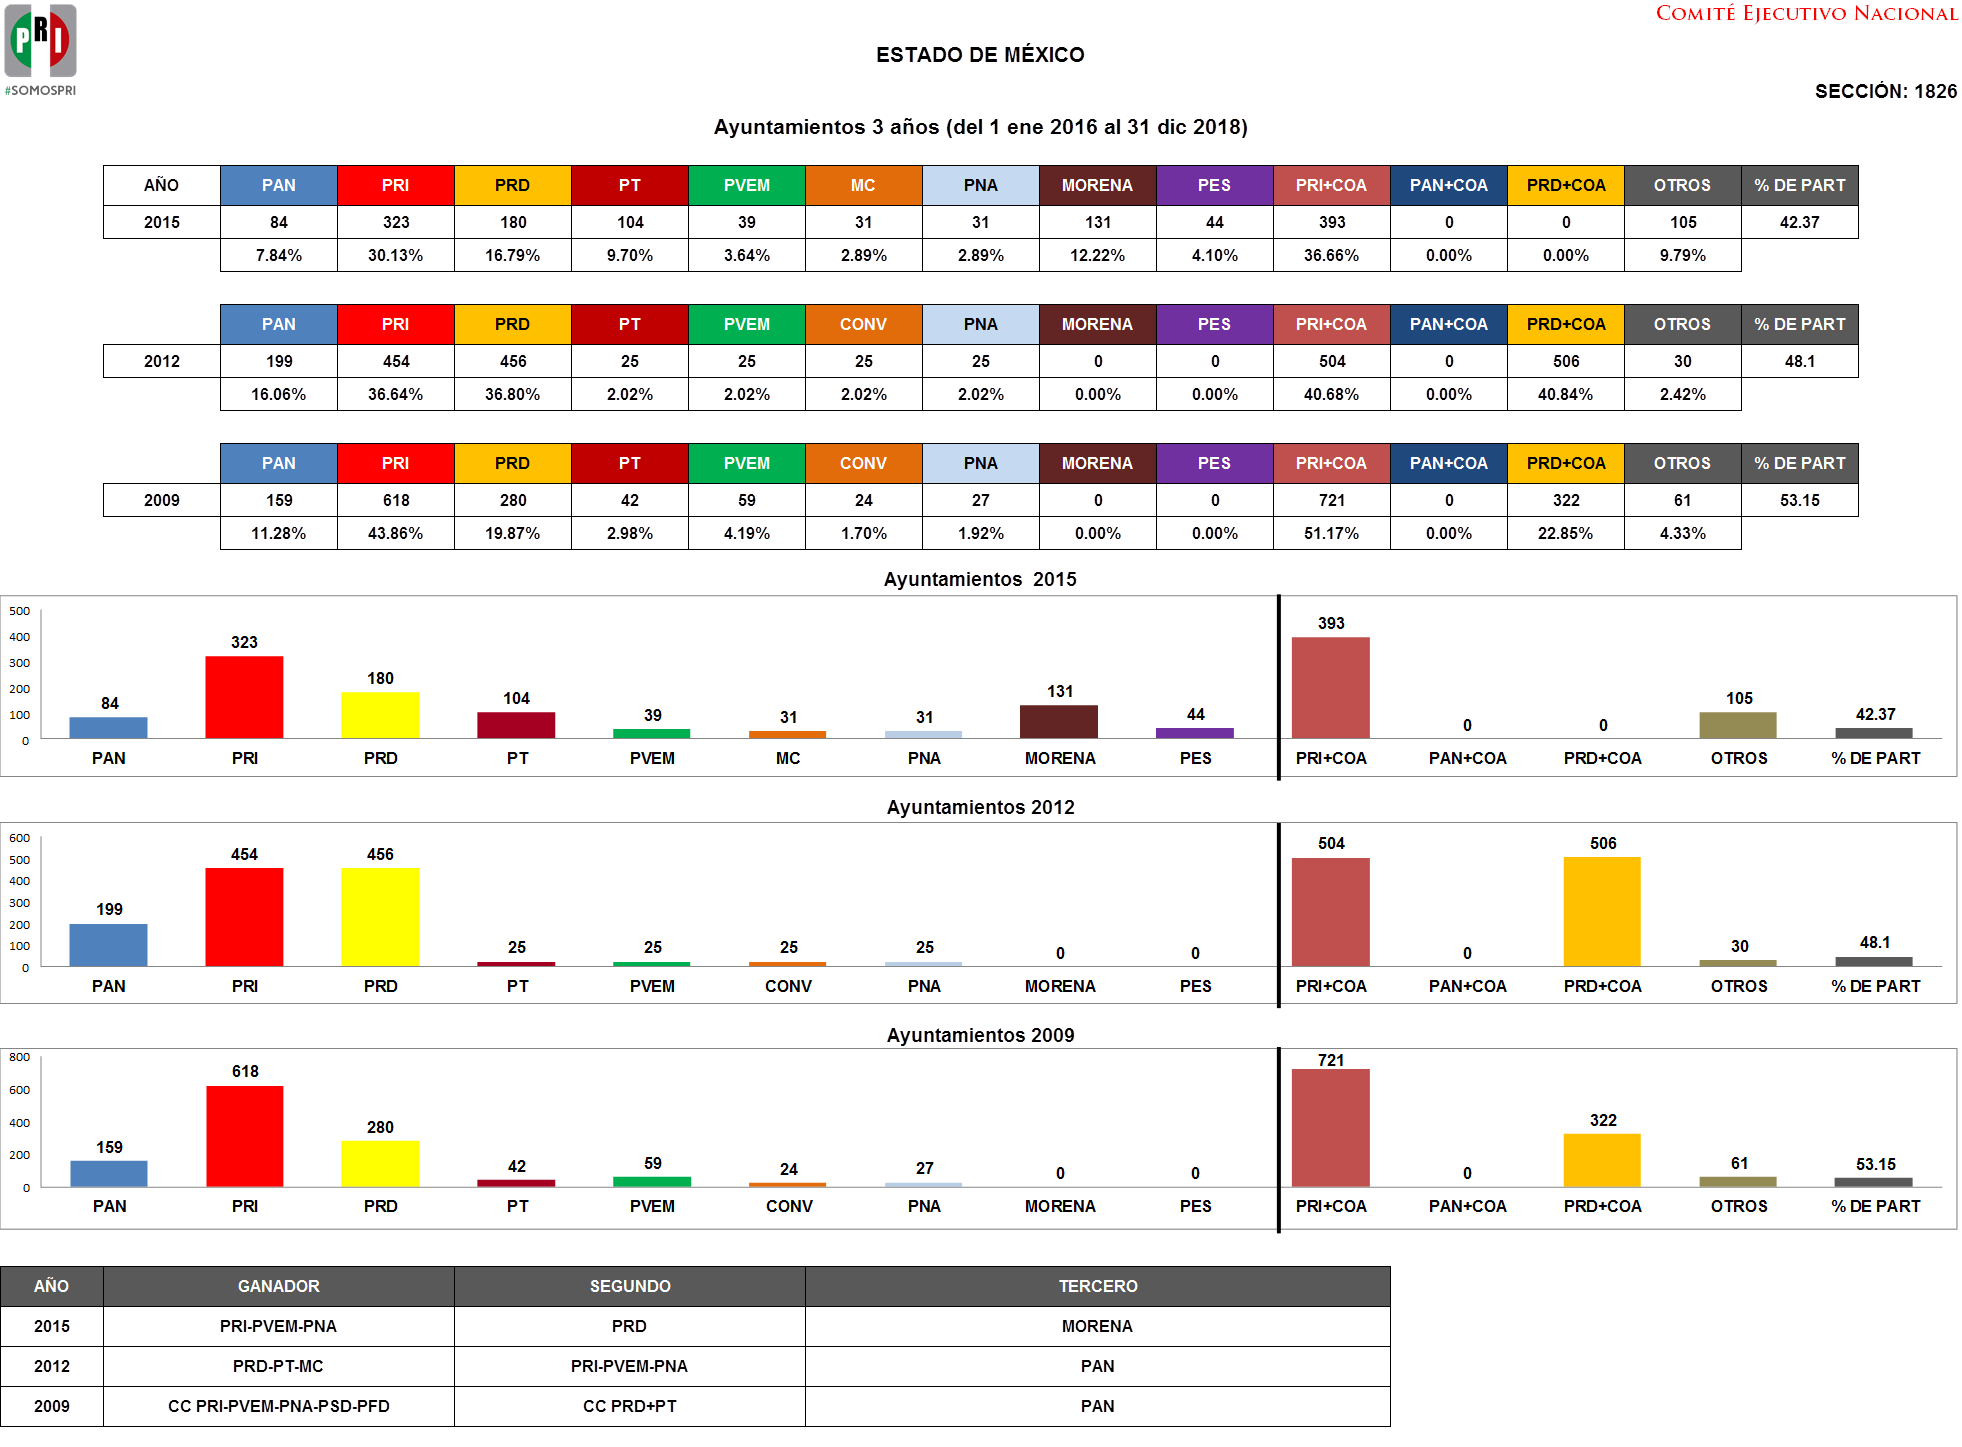 PRI
#SOMOSPRI
COMITÉ EJECUTIVO NACIONAL
ESTADO DE MÉXICO
SECCIÓN: 1826
Ayuntamientos 3 años (del 1 ene 2016 al 31 dic 2018)
AÑO PAN PRI PRD PT PVEM MC PNA MORENA PES PRI+COA PAN+COA PRD+COA OTROS % DE PART
2015 84 323 180 104 39 31 31 131 44 393 0 0 105 42.37
7.84% 30.13% 16.79% 9.70% 3.64% 2.89% 2.89% 12.22% 4.10% 36.66% 0.00% 0.00% 9.79%
PAN PRI PRD PT PVEM CONV PNA MORENA PES PRI+COA PAN+COA PRD+COA OTROS % DE PART
2012 199 454 456 25 25 25 25 0 0 504 0 506 30 48.1
16.06% 36.64% 36.80% 2.02% 2.02% 2.02% 2.02% 0.00% 0.00% 40.68% 0.00% 40.84% 2.42%
PAN PRI PRD PT PVEM CONV PNA MORENA PES PRI+COA PAN+COA PRD+COA OTROS % DE PART
2009 159 618 280 42 59 24 27 0 0 721 0 322 61 53.15
11.28% 43.86% 19.87% 2.98% 4.19% 1.70% 1.92% 0.00% 0.00% 51.17% 0.00% 22.85% 4.33%
Ayuntamientos 2015
500
400
300
200
100
0
84 323 180 104 39 31 31 131 44 393 0 0 105 42.37
PAN PRI PRD PT PVEM MC PNA MORENA PES PRI+COA PAN+COA PRD+COA OTROS % DE PART
Ayuntamientos 2012
600
500
400
300
200
100
0
199 454 456 25 25 25 25 0 0 504 0 506 30 48.1
PAN PRI PRD PT PVEM CONV PNA MORENA PES PRI+COA PAN+COA PRD+COA OTROS % DE PART
Ayuntamientos 2009
800
600
400
200
0
159 618 280 42 59 24 27 0 0 721 0 322 61 53.15
PAN PRI PRD PT PVEM CONV PNA MORENA PES PRI+COA PAN+COA PRD+COA OTROS % DE PART
AÑO GANADOR SEGUNDO TERCERO
2015 PRI-PVEM-PNA PRD MORENA
2012 PRD-PT-MC PRI-PVEM-PNA PAN
2009 CC PRI-PVEM-PNA-PSD-PFD CC PRD+PT PAN